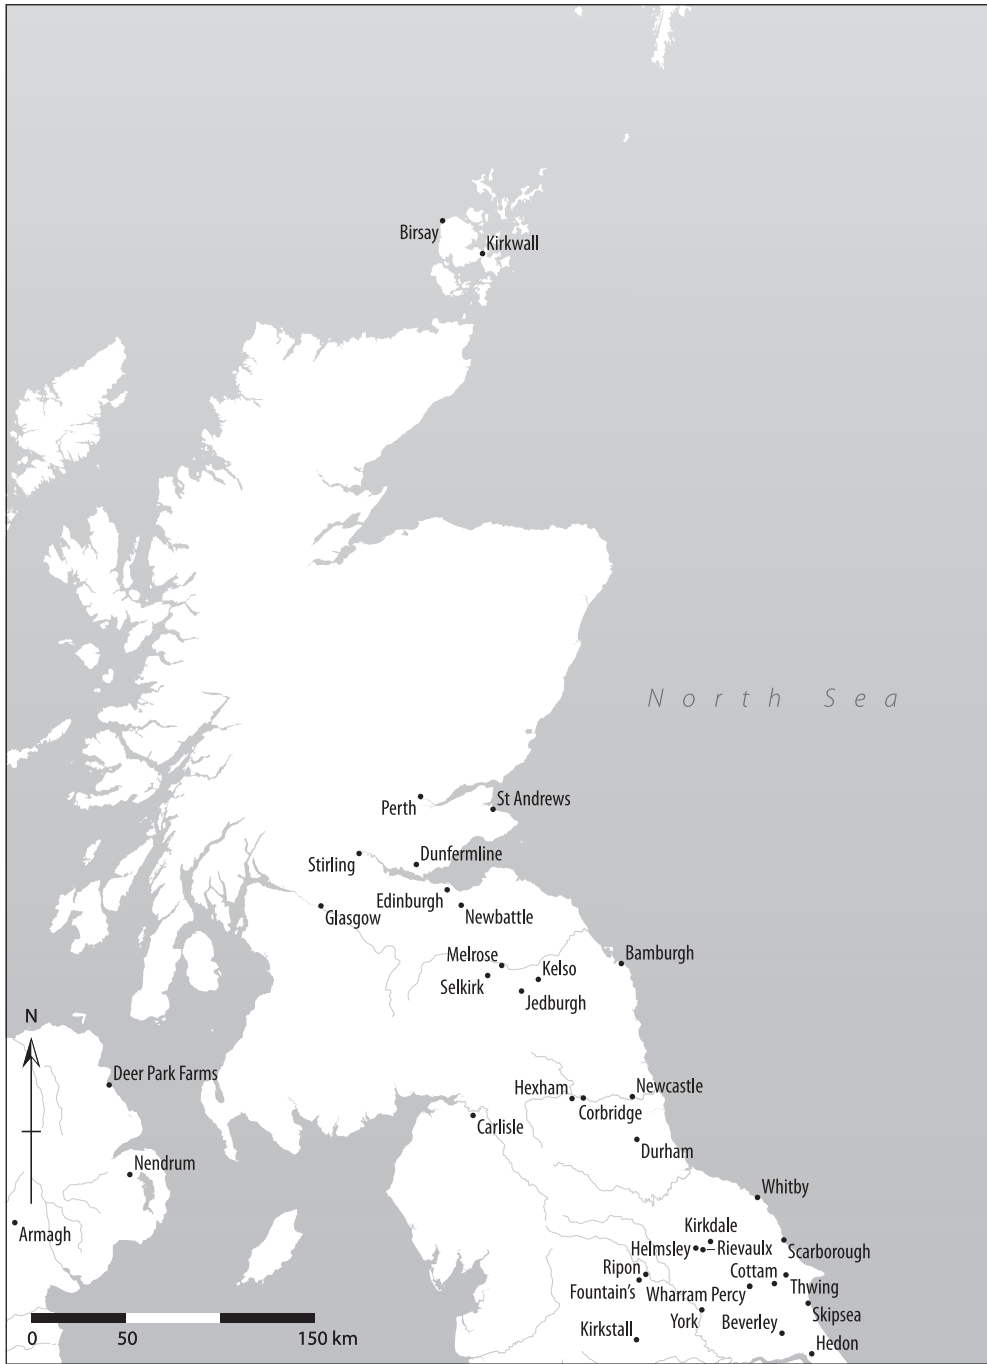 Birsay
Kirkwall
North Sea
Perth
St Andrews
Stirling
Dunfermline
Edinburgh
Glasgow
Newbattle
Melrose
Bamburgh
Kelso
Selkirk
Jedburgh
N
Deer Park Farms
Hexham
Newcastle
Corbridge
Carlisle
Durham
Nendrum
Whitby
Armagh
Kirkdale
Helmsley
Rievaulx
Scarborough
Ripon
Cottam
Thwing
Fountain's
Wharram Percy
Skipsea
York
Beverley
Kirkstall
Hedon
0 50 150 km